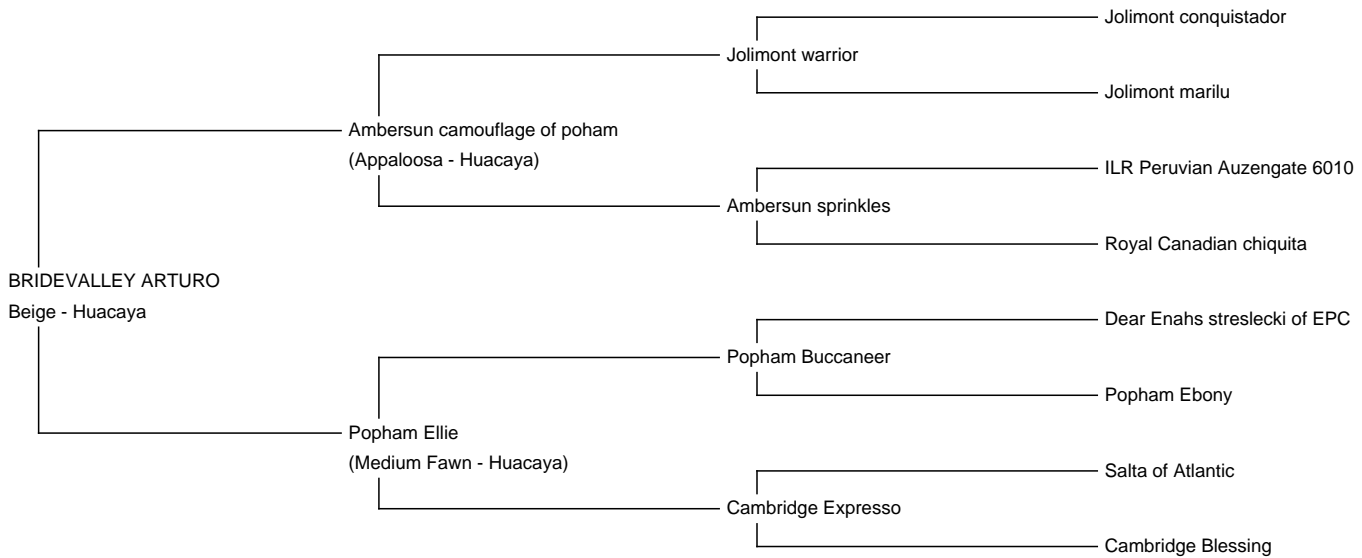 Jolimont conquistador
Jolimont warrior
Jolimont marilu
Ambersun camouflage of poham
(Appaloosa - Huacaya)
ILR Peruvian Auzengate 6010
Ambersun sprinkles
Royal Canadian chiquita
BRIDEVALLEY ARTURO
Beige - Huacaya
Dear Enahs streslecki of EPC
Popham Buccaneer
Popham Ebony
Popham Ellie
(Medium Fawn - Huacaya)
Salta of Atlantic
Cambridge Expresso
Cambridge Blessing